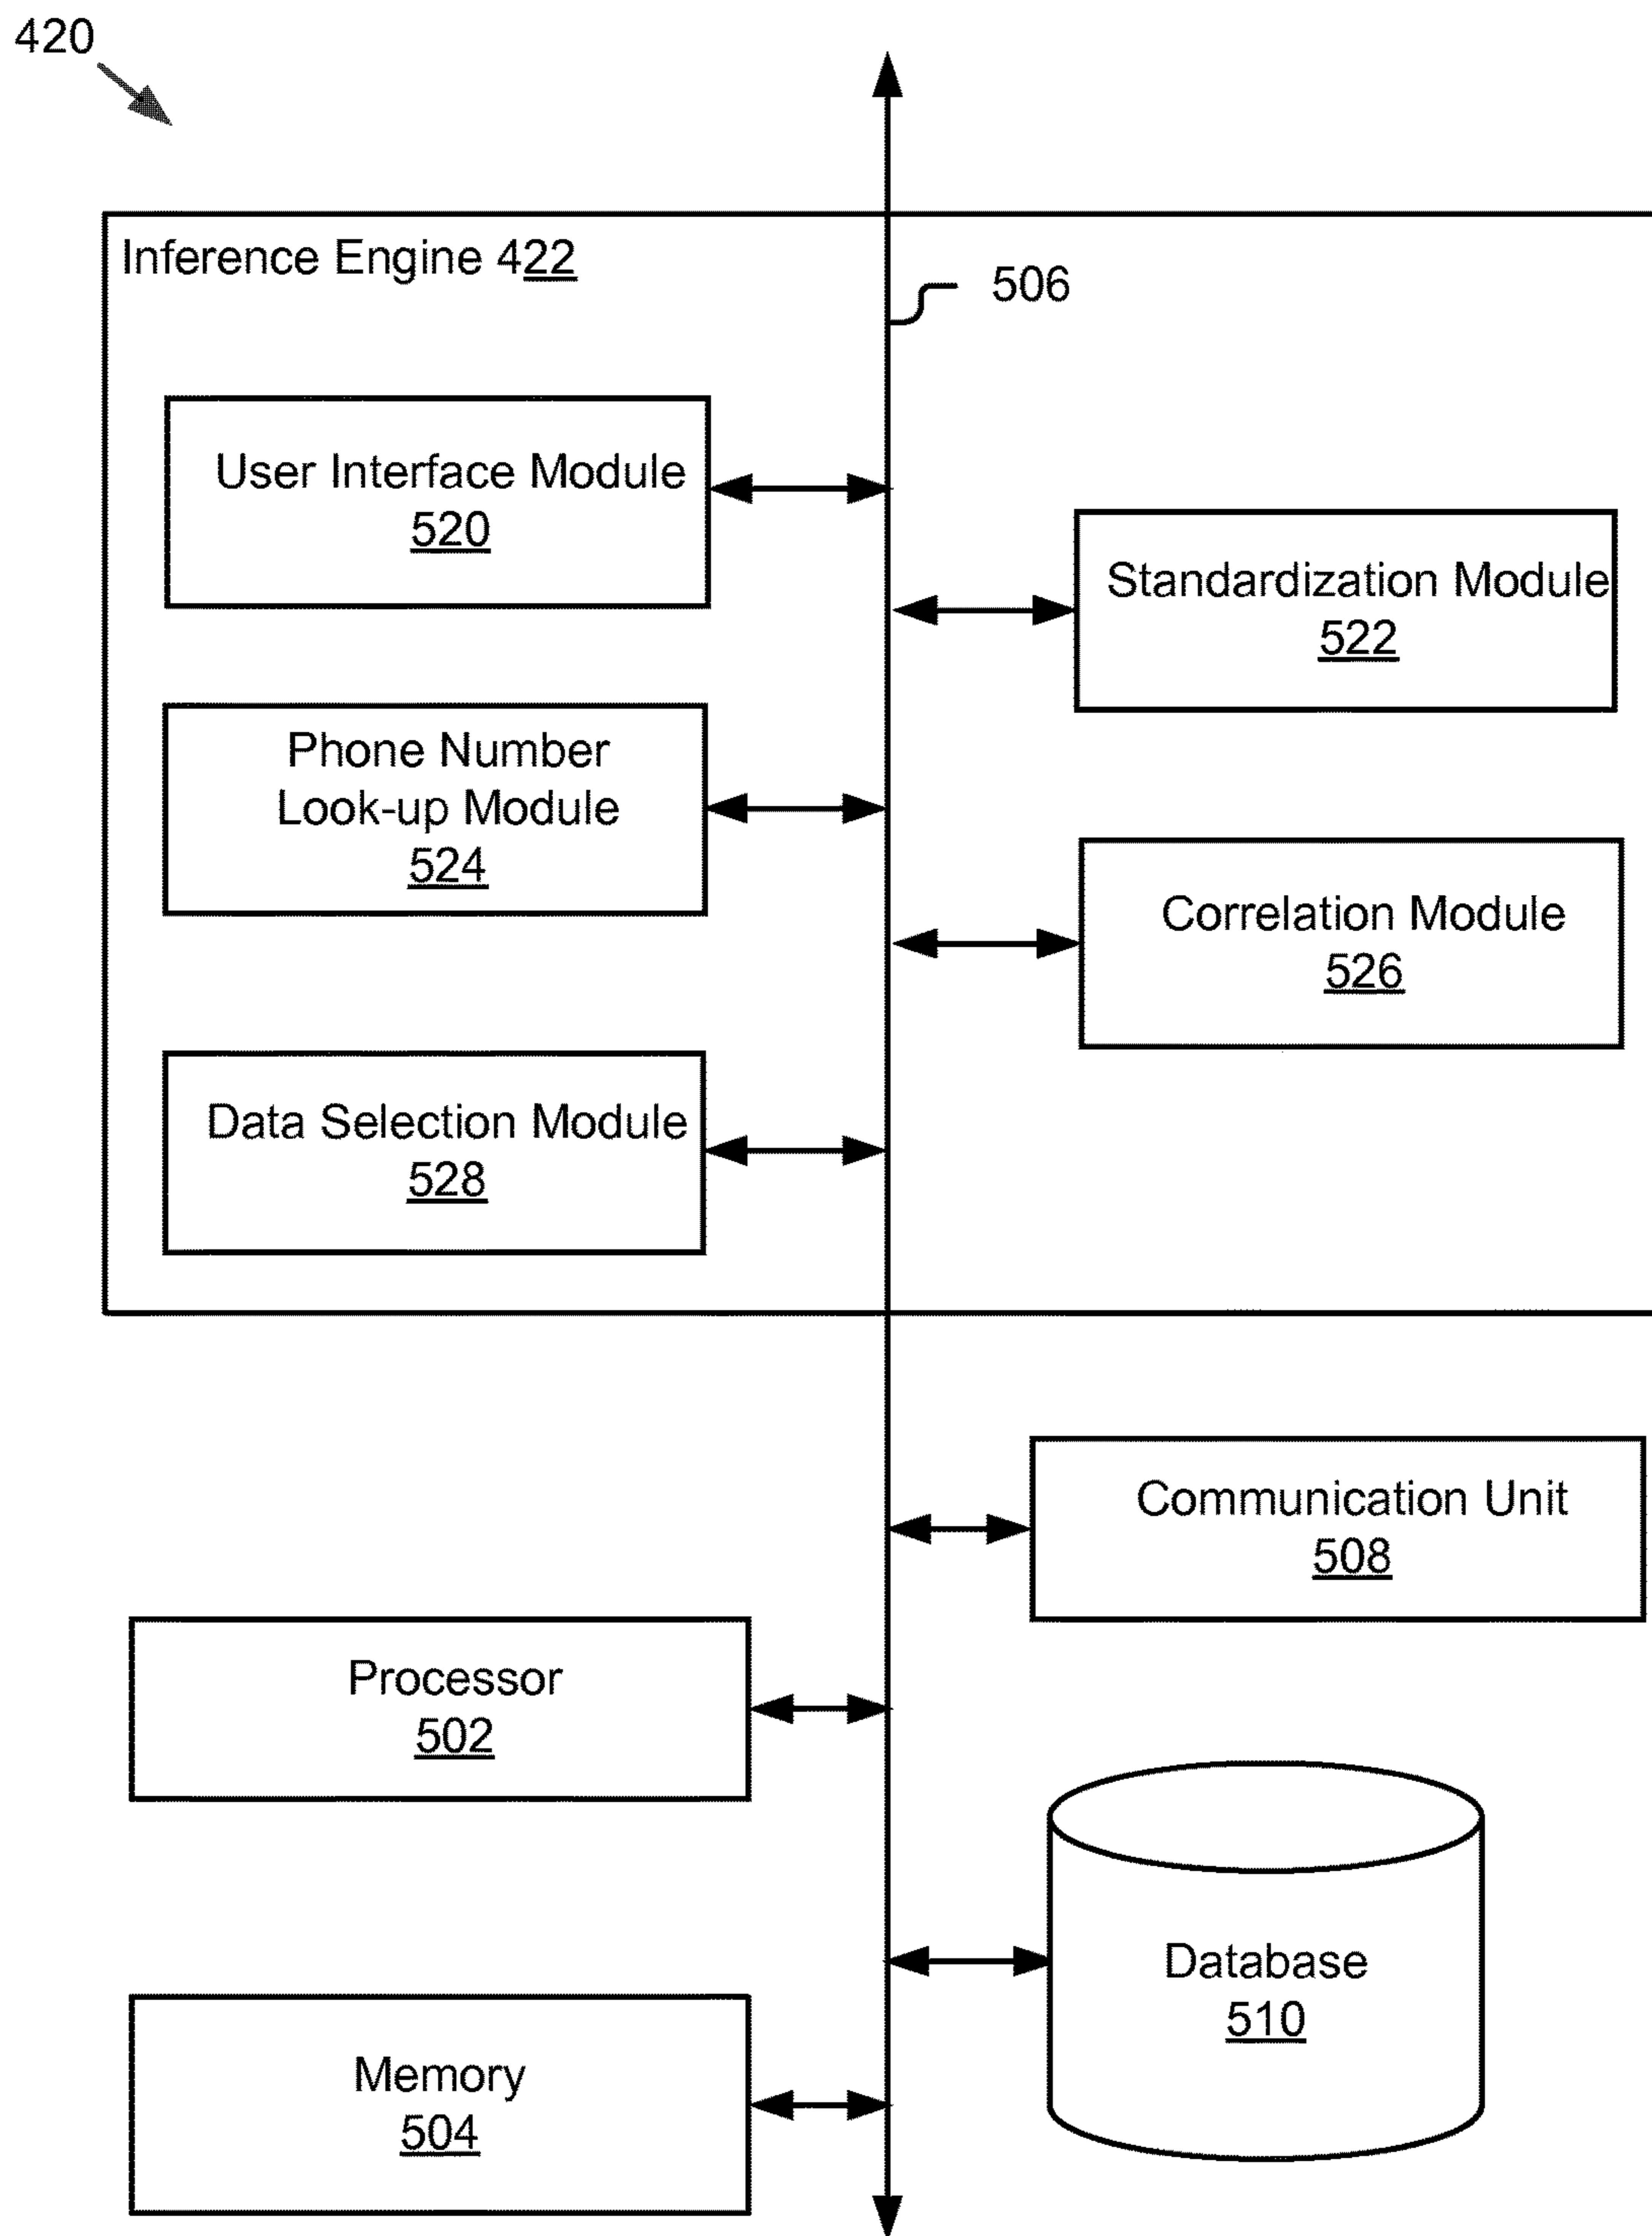 420
Inference Engine 422
506
User Interface Module
520
Standardization Module
522
Phone Number
Look-up Module
524
Correlation Module
526
Data Selection Module
528
Communication Unit
508
Processor
502
Database
510
Memory
504